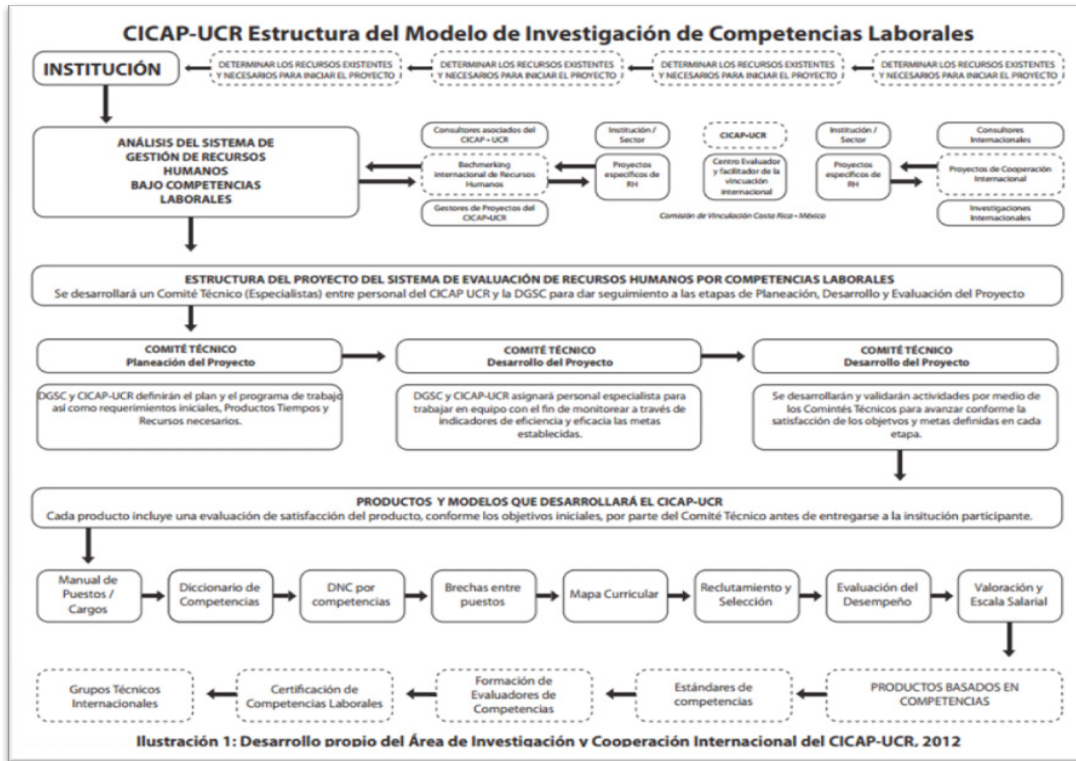 CICAP-UCR Estructura del Modelo de Investigación de Competencias Laborales
INSTITUCIÓN
DETERMINAR LOS RECURSOS EXISTENTES
Y NECESARIOS PARA INICIAR EL PROYECTO
DETERMINAR LOS RECURSOS EXISTENTES
Y NECESARIOS PARA INICIAR EL PROYECTO
DETERMINAR LOS RECURSOS EXISTENTES
Y NECESARIOS PARA INICIAR EL PROYECTO
DETERMINAR LOS RECURSOS EXISTENTES
Y NECESARIOS PARA INICIAR EL PROYECTO
ANÁLISIS DEL SISTEMA DE
GESTIÓN DE RECURSOS
HUMANOS
BAJO COMPETENCIAS
LABORALES
Consultores asociados del
CICAP - UCR
Bechmerking
internacional de Recursos
Humanos
Gestores de Proyectos del
CICAP-UCR
Institución /
Sector
Proyectos
específicos de
RH
CICAP-UCR
Centro Evaluador
y facilitador de la
vincuación
internacional
Institución /
Sector
Proyectos
específicos de
RH
Consultores
Internacionales
Proyectos de Cooperación
Internacional
Investigaciones
Internacionales
Comisión de Vinculación Costa Rica - México
ESTRUCTURA DEL PROYECTO DEL SISTEMA DE EVALUACIÓN DE RECURSOS HUMANOS POR COMPETENCIAS LABORALES
Se desarrollará un Comité Técnico (Especialistas) entre personal del CICAP UCR y la DGSC para dar seguimiento a las etapas de Planeación, Desarrollo y Evaluación del Proyecto
COMITÉ TÉCNICO
Planeación del Proyecto
COMITÉ TÉCNICO
Desarrollo del Proyecto
COMITÉ TÉCNICO
Desarrollo del Proyecto
DGSC y CICAP-UCR definirán el plan y el programa de trabajo
así como requerimientos iniciales, Productos Tiempos y
Recursos necesarios.
DGSC y CICAP-UCR asignará personal especialista
para trabajar en equipo con el fin de monitorear a través de
indicadores de eficiencia y eficacia las metas
establecidas.
Se desarrollarán y validarán actividades por medio de
los Comintés Técnicos para avanzar conforme la
satisfacción de los objetvos y metas definidas en cada
etapa.
PRODUCTOS Y MODELOS QUE DESARROLLARÁ EL CICAP-UCR
Cada producto incluye una evaluación de satisfacción del producto, conforme los objetivos iniciales, por parte del Comité Técnico antes de entregarse a la insitución participante.
Manual de
Puestos /
Cargos
Diccionario de
Competencias
DNC por
competencias
Brechas entre
puestos
Mapa Curricular
Reclutamiento y
Selección
Evaluación del
Desempeño
Valoración y
Escala Salarial
Grupos Técnicos
Internacionales
Certificación de
Competencias Laborales
Formación de
Evaluadores de
Competencias
Estándares de
competencias
PRODUCTOS BASADOS EN
COMPETENCIAS
Ilustración 1: Desarrollo propio del Área de Investigación y Cooperación Internacional del CICAP-UCR, 2012